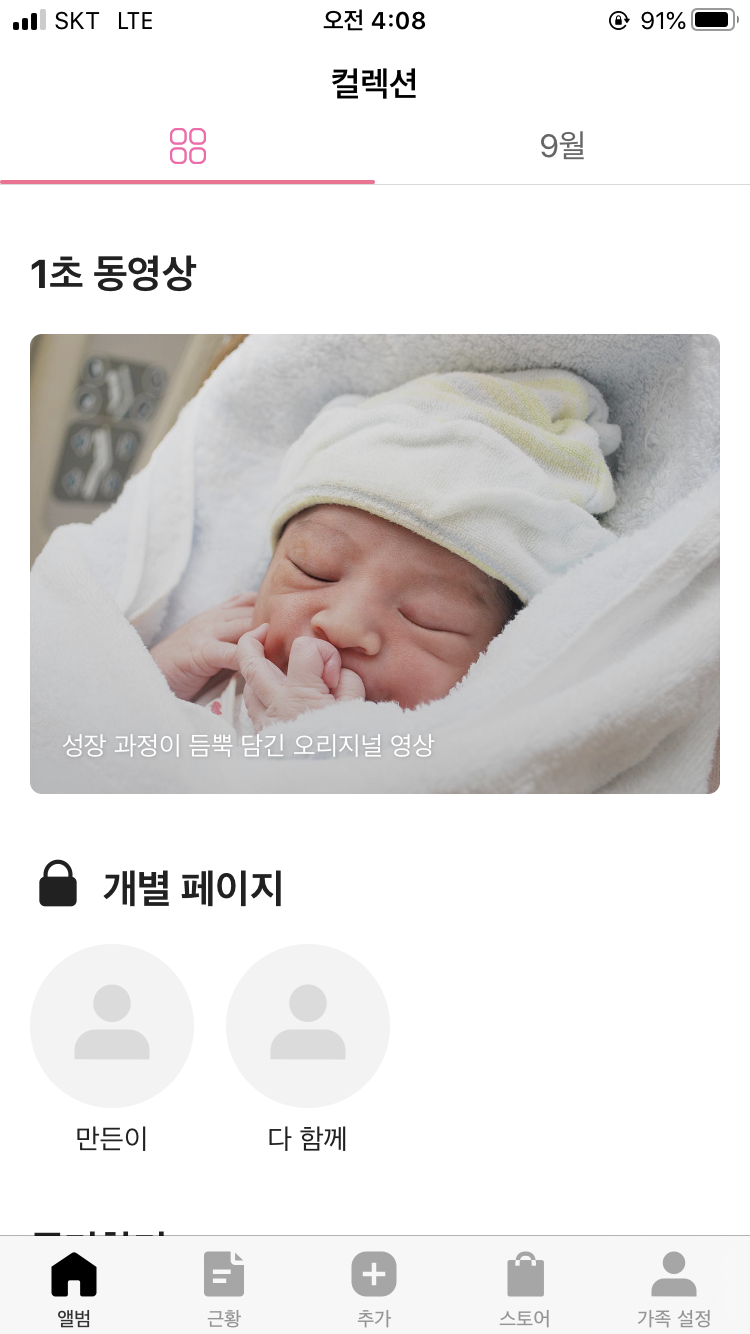 SKT LTE 오전 4:08 91%
컬렉션
9월
1초 동영상
성장 과정이 듬뿍 담긴 오리지널 영상
개별 페이지
만든이 다 함께
앨범 근황 추가 스토어 가족 설정